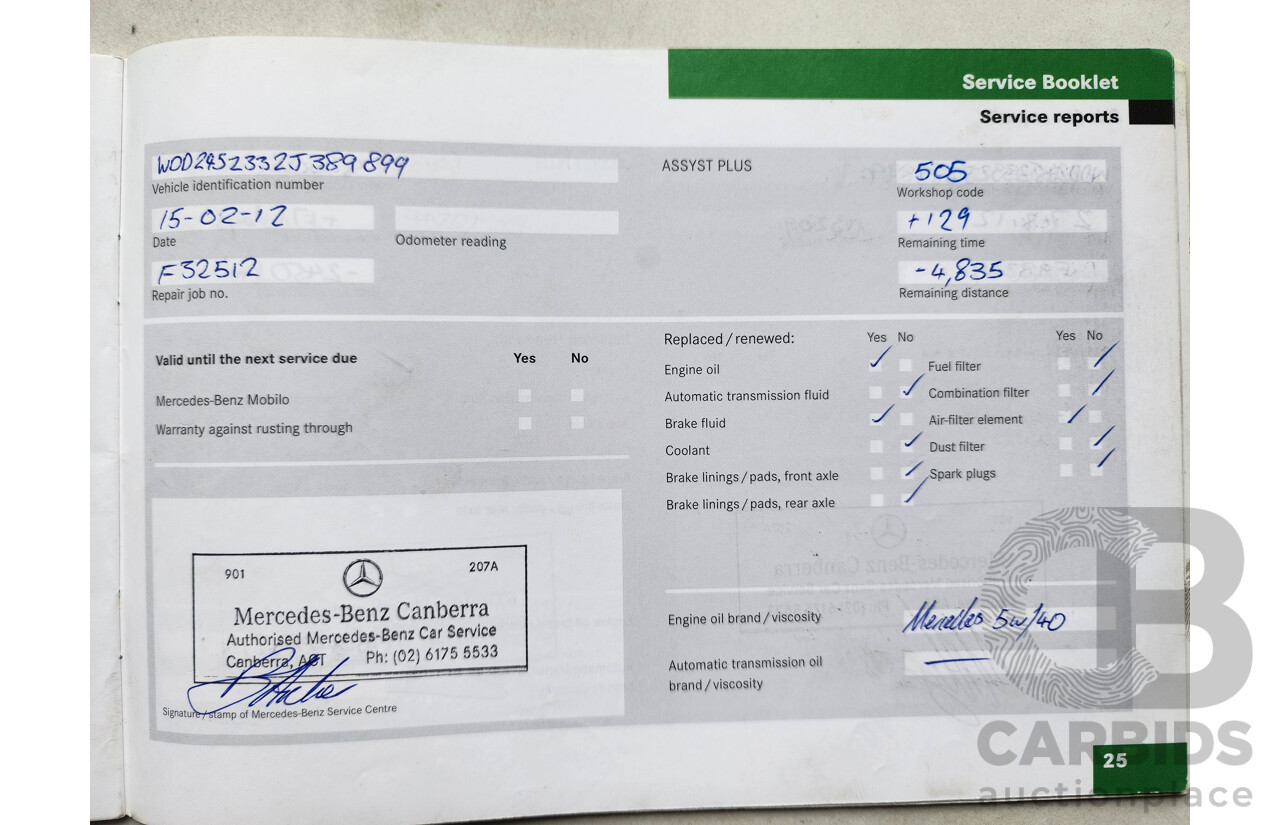 Service Booklet
Service reports
WDD2452332J389899
Vehicle identification number
15-02-12
Date
Odometer reading
F32512
Repair job no.
ASSYST PLUS
505
Workshop code
+129
Remaining time
-4,835
Remaining distance
Valid until the next service due Yes No
Mercedes-Benz Mobilo
Warranty against rusting through
Replaced / renewed: Yes No Yes No
Engine oil Fuel filter
Automatic transmission fluid Combination filter
Brake fluid Air-filter element
Coolant Dust filter
Brake linings / pads, front axle Spark plugs
Brake linings / pads, rear axle
901 207A
Mercedes-Benz Canberra
Authorised Mercedes-Benz Car Service
Canberra, ACT Ph: (02) 6175 5533
Signature / stamp of Mercedes-Benz Service Centre
Engine oil brand / viscosity 5w/40
Automatic transmission oil
brand / viscosity
25
CARBIDS
auctionplace